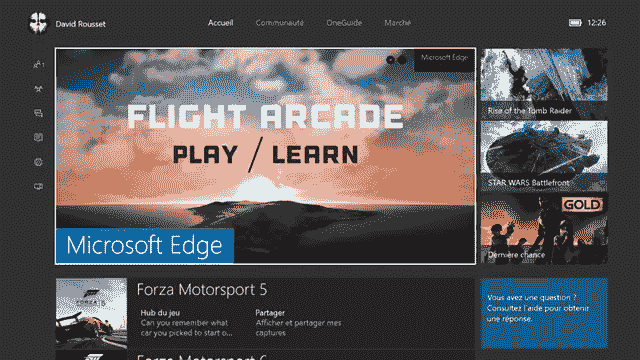 David Rousset
Accueil
Communauté
OneGuide
Marché
12:26
1
Microsoft Edge
FLIGHT ARCADE
PLAY / LEARN
Microsoft Edge
Rise of the Tomb Raider
STAR WARS Battlefront
GOLD
Dernière chance
Forza Motorsport 5
Hub du jeu
Can you remember what
car you picked to start o...
Partager
Afficher et partager mes
captures
Vous avez une question ?
Consultez l'aide pour obtenir
une réponse.
Forza Motorsport 6